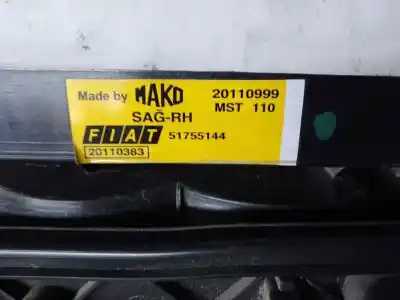 Made by MAKO 20110999
SAĞ-RH MST 110
FIAT 51755144
20110383